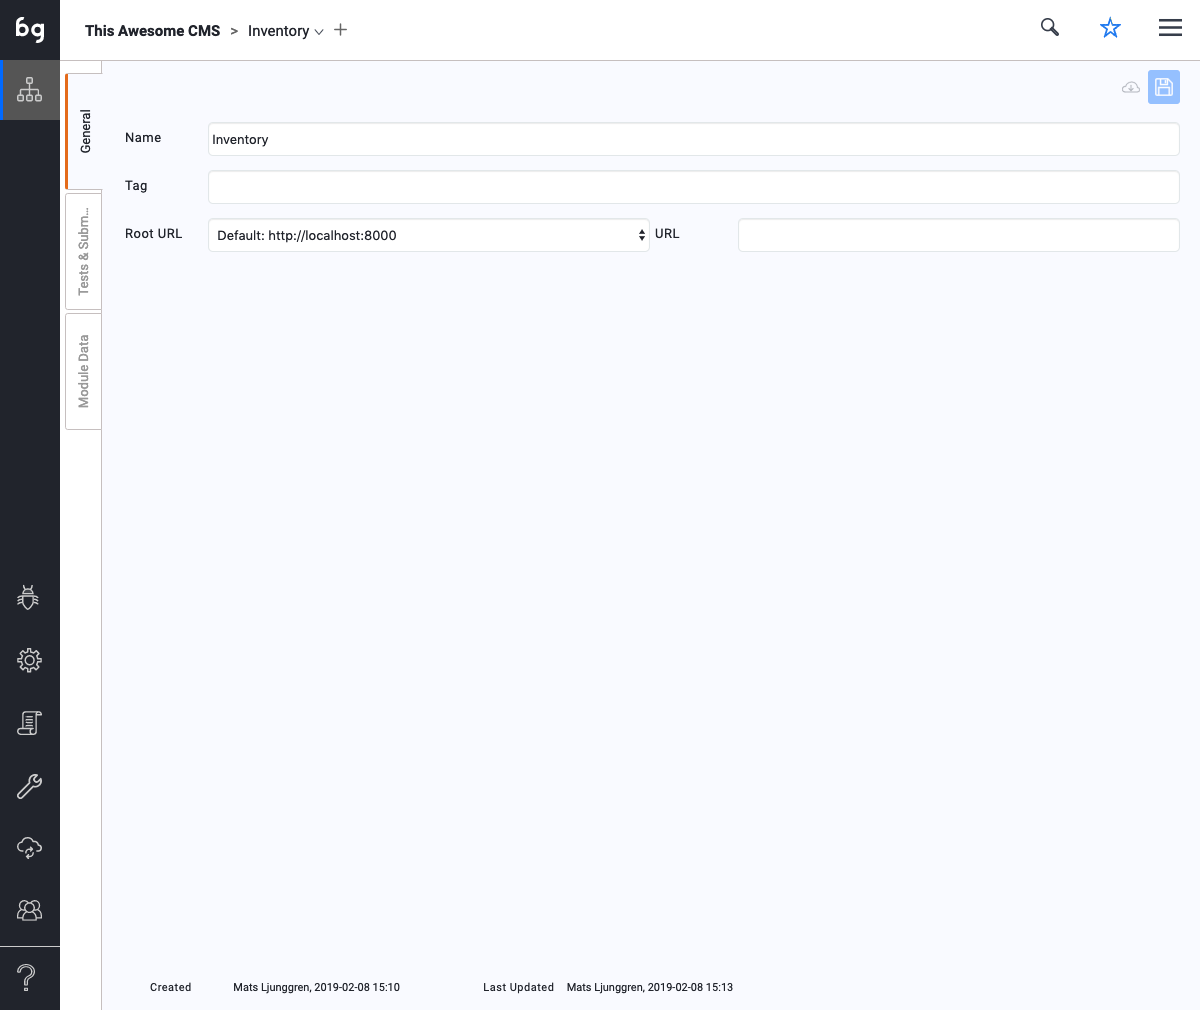 bg
This Awesome CMS > Inventory
General
Tests & Subm...
Module Data
Name Inventory
Tag
Root URL Default: http://localhost:8000 URL
Created Mats Ljunggren, 2019-02-08 15:10 Last Updated Mats Ljunggren, 2019-02-08 15:13